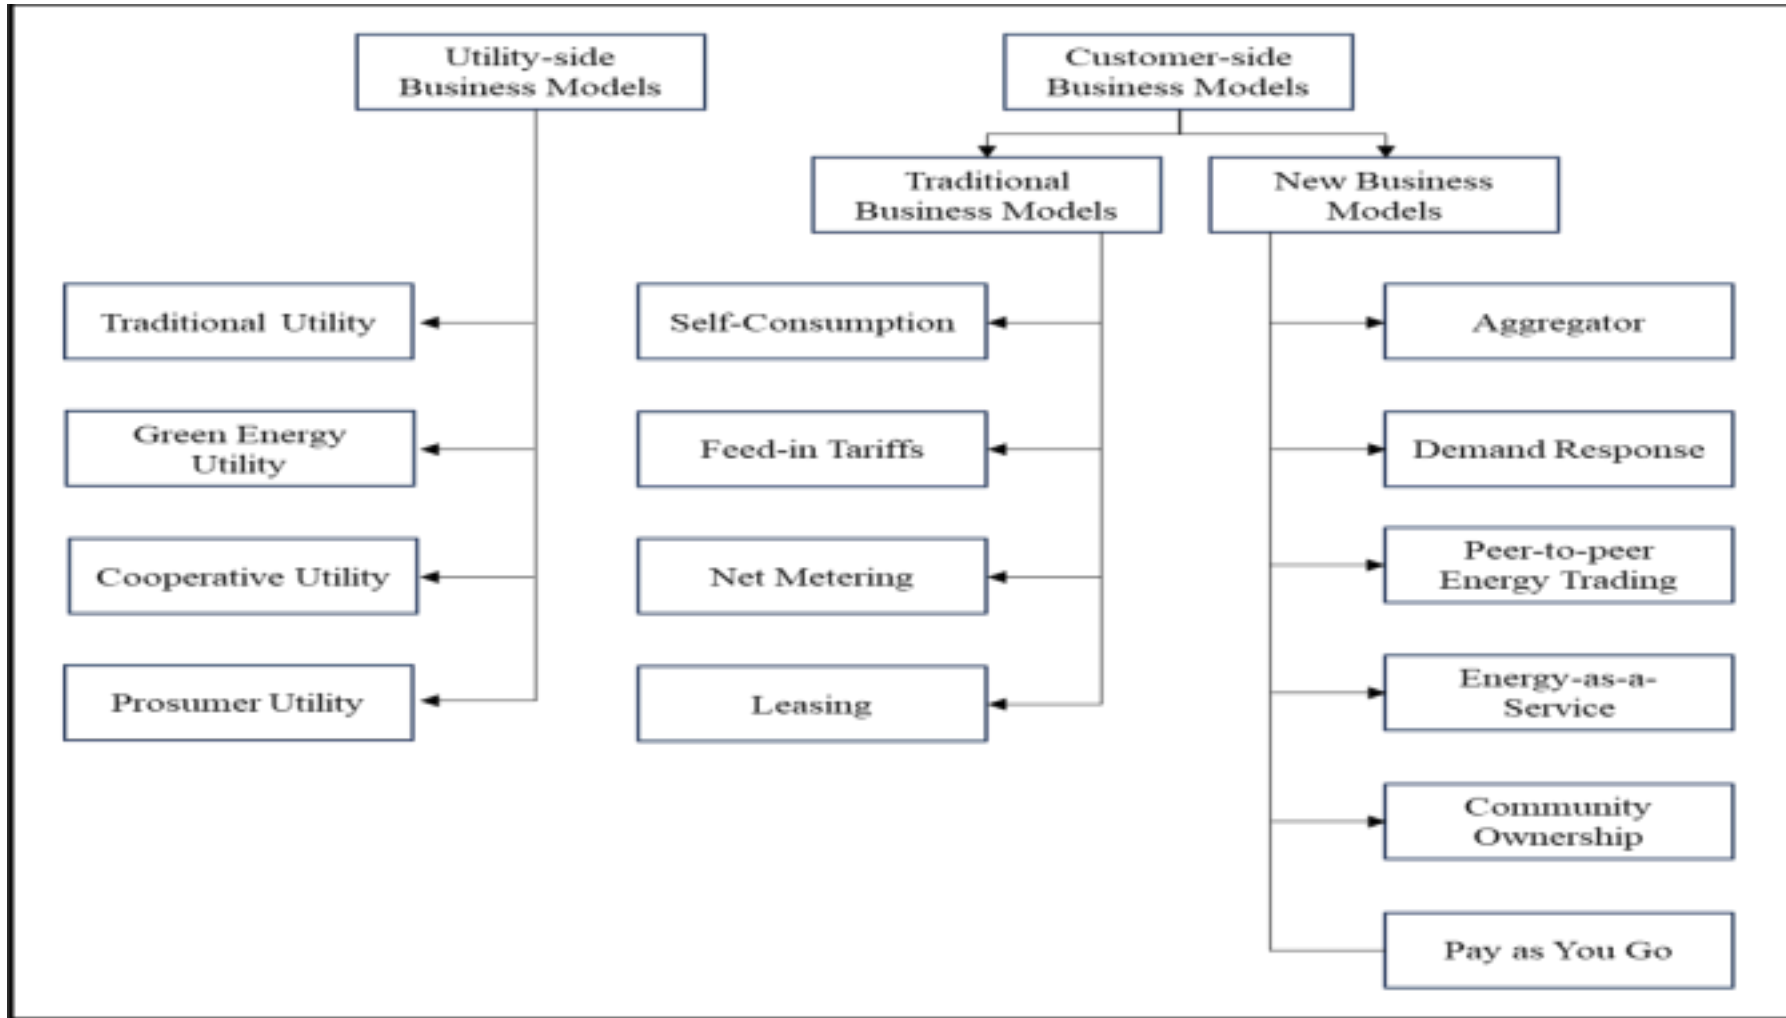 Utility-side
Business Models
Customer-side
Business Models
Traditional
Business Models
New Business
Models
Traditional Utility
Green Energy
Utility
Cooperative Utility
Prosumer Utility
Self-Consumption
Feed-in Tariffs
Net Metering
Leasing
Aggregator
Demand Response
Peer-to-peer
Energy Trading
Energy-as-a-
Service
Community
Ownership
Pay as You Go